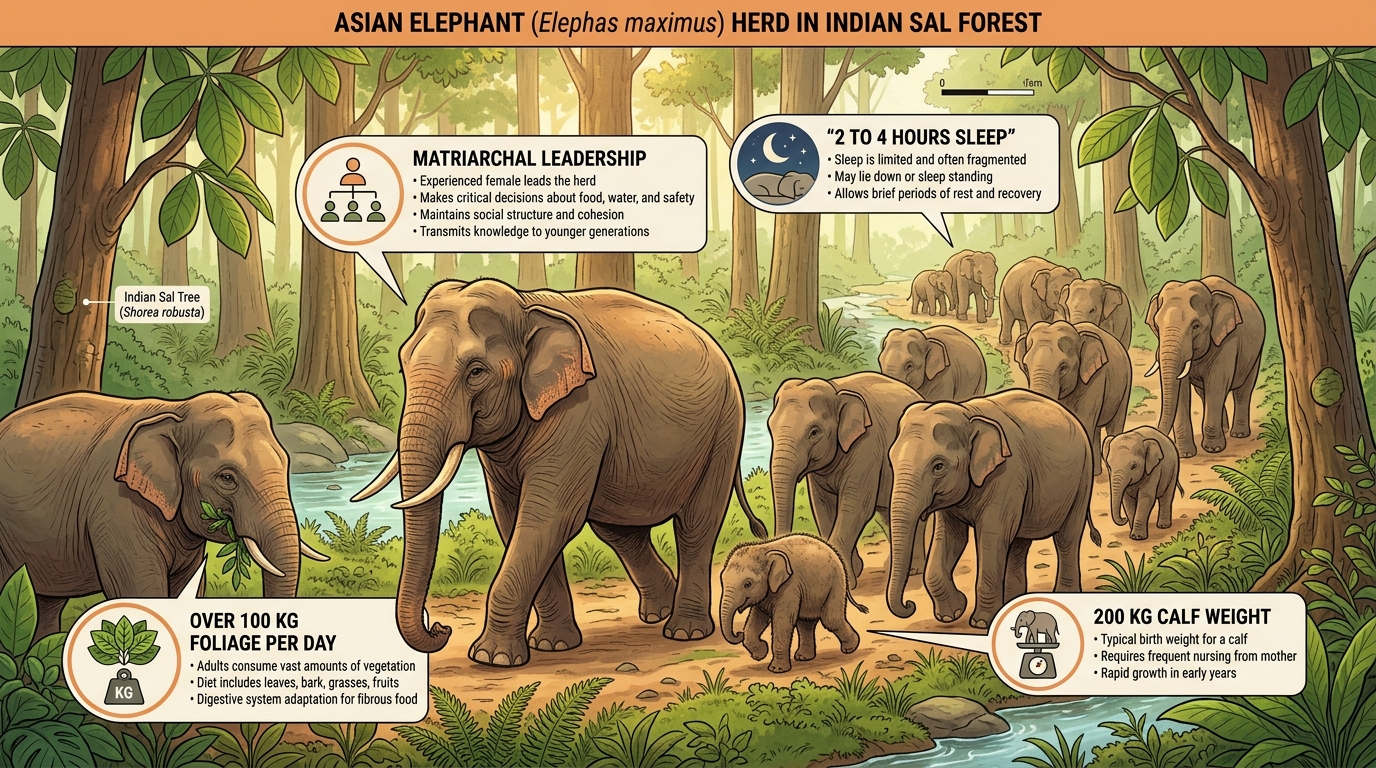 ASIAN ELEPHANT (Elephas maximus) HERD IN INDIAN SAL FOREST
0
MATRIARCHAL LEADERSHIP
• Experienced female leads the herd
• Makes critical decisions about food, water, and safety
• Maintains social structure and cohesion
• Transmits knowledge to younger generations
“2 TO 4 HOURS SLEEP”
• Sleep is limited and often fragmented
• May lie down or sleep standing
• Allows brief periods of rest and recovery
Indian Sal Tree
(Shorea robusta)
OVER 100 KG
FOLIAGE PER DAY
• Adults consume vast amounts of vegetation
• Diet includes leaves, bark, grasses, fruits
• Digestive system adaptation for fibrous food
KG
200 KG CALF WEIGHT
• Typical birth weight for a calf
• Requires frequent nursing from mother
• Rapid growth in early years